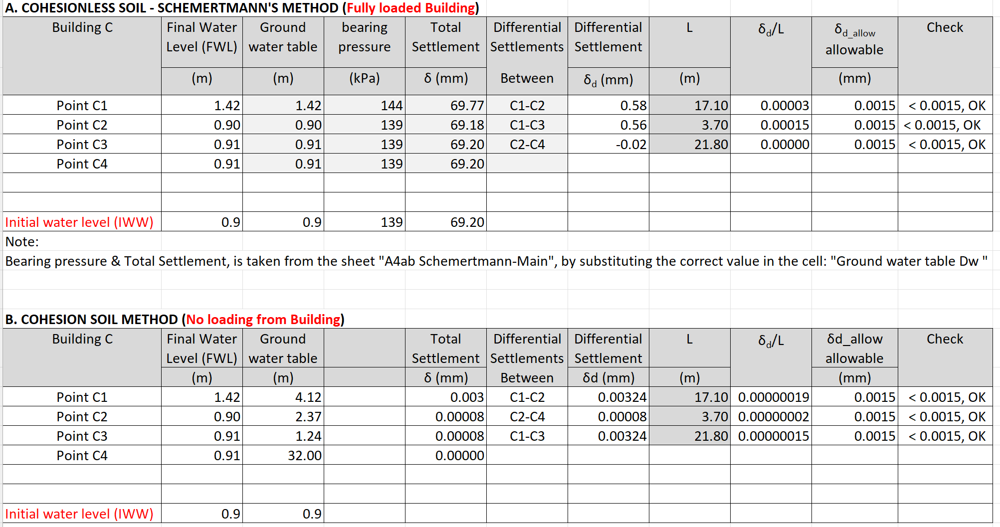 A. COHESIONLESS SOIL - SCHEMERTMANN'S METHOD (Fully loaded Building)
Building C Final Water Level (FWL) Ground water table bearing pressure Total Settlement Differential Settlements Differential Settlement L δd/L δd_allow allowable Check
(m) (m) (kPa) δ (mm) Between δd (mm) (m) (mm)
Point C1 1.42 1.42 144 69.77 C1-C2 0.58 17.10 0.00003 0.0015 < 0.0015, OK
Point C2 0.90 0.90 139 69.18 C1-C3 0.56 3.70 0.00015 0.0015 < 0.0015, OK
Point C3 0.91 0.91 139 69.20 C2-C4 -0.02 21.80 0.00000 0.0015 < 0.0015, OK
Point C4 0.91 0.91 139 69.20
Initial water level (IWW) 0.9 0.9 139 69.20
Note:
Bearing pressure & Total Settlement, is taken from the sheet "A4ab Schemertmann-Main", by substituting the correct value in the cell: "Ground water table Dw "
B. COHESION SOIL METHOD (No loading from Building)
Building C Final Water Level (FWL) Ground water table Total Settlement Differential Settlements Differential Settlement L δd/L δd_allow allowable Check
(m) (m) δ (mm) Between δd (mm) (m) (mm)
Point C1 1.42 4.12 0.003 C1-C2 0.00324 17.10 0.00000019 0.0015 < 0.0015, OK
Point C2 0.90 2.37 0.00008 C2-C4 0.00008 3.70 0.00000002 0.0015 < 0.0015, OK
Point C3 0.91 1.24 0.00008 C1-C3 0.00324 21.80 0.00000015 0.0015 < 0.0015, OK
Point C4 0.91 32.00 0.00000
Initial water level (IWW) 0.9 0.9